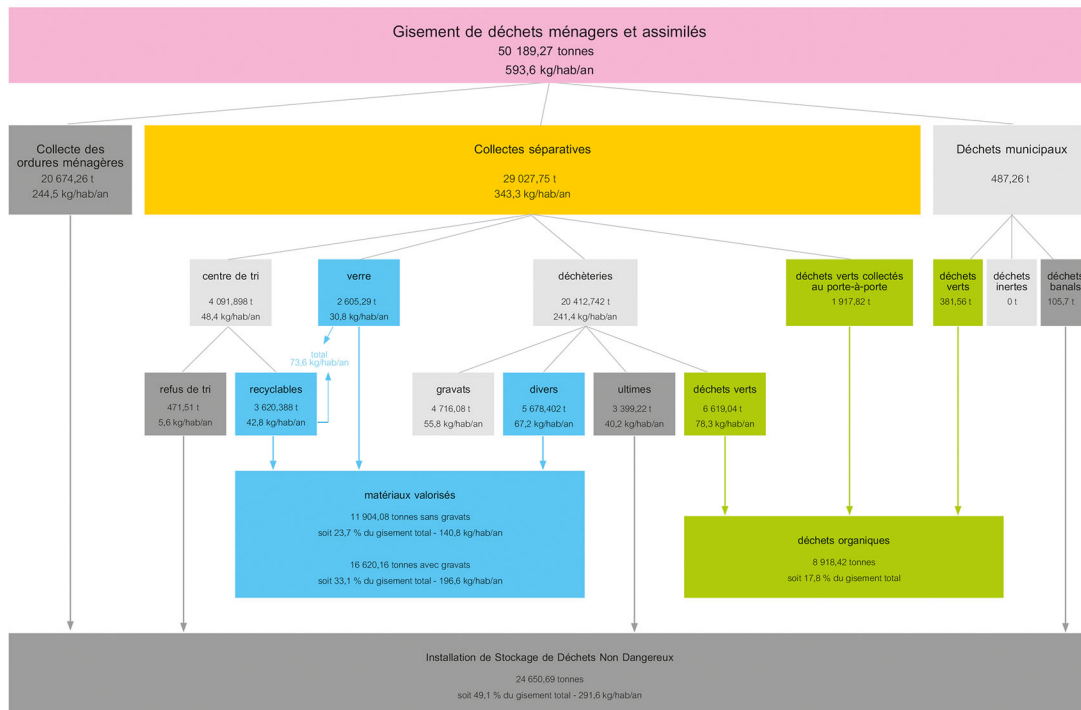 Gisement de déchets ménagers et assimilés
50 189,27 tonnes
593,6 kg/hab/an
Collecte des
ordures ménagères
20 674,26 t
244,5 kg/hab/an
Collectes séparatives
29 027,75 t
343,3 kg/hab/an
Déchets municipaux
487,26 t
centre de tri
4 091,898 t
48,4 kg/hab/an
verre
2 605,29 t
30,8 kg/hab/an
déchèteries
20 412,742 t
241,4 kg/hab/an
déchets verts collectés
au porte-à-porte
1 917,82 t
déchets
verts
381,56 t
déchets
inertes
0 t
déchets
banals
105,7 t
total
73,6 kg/hab/an
refus de tri
471,51 t
5,6 kg/hab/an
recyclables
3 620,388 t
42,8 kg/hab/an
gravats
4 716,08 t
55,8 kg/hab/an
divers
5 678,402 t
67,2 kg/hab/an
ultimes
3 399,22 t
40,2 kg/hab/an
déchets verts
6 619,04 t
78,3 kg/hab/an
matériaux valorisés
11 904,08 tonnes sans gravats
soit 23,7 % du gisement total - 140,8 kg/hab/an
16 620,16 tonnes avec gravats
soit 33,1 % du gisement total - 196,6 kg/hab/an
déchets organiques
8 918,42 tonnes
soit 17,8 % du gisement total
Installation de Stockage de Déchets Non Dangereux
24 650,69 tonnes
soit 49,1 % du gisement total - 291,6 kg/hab/an